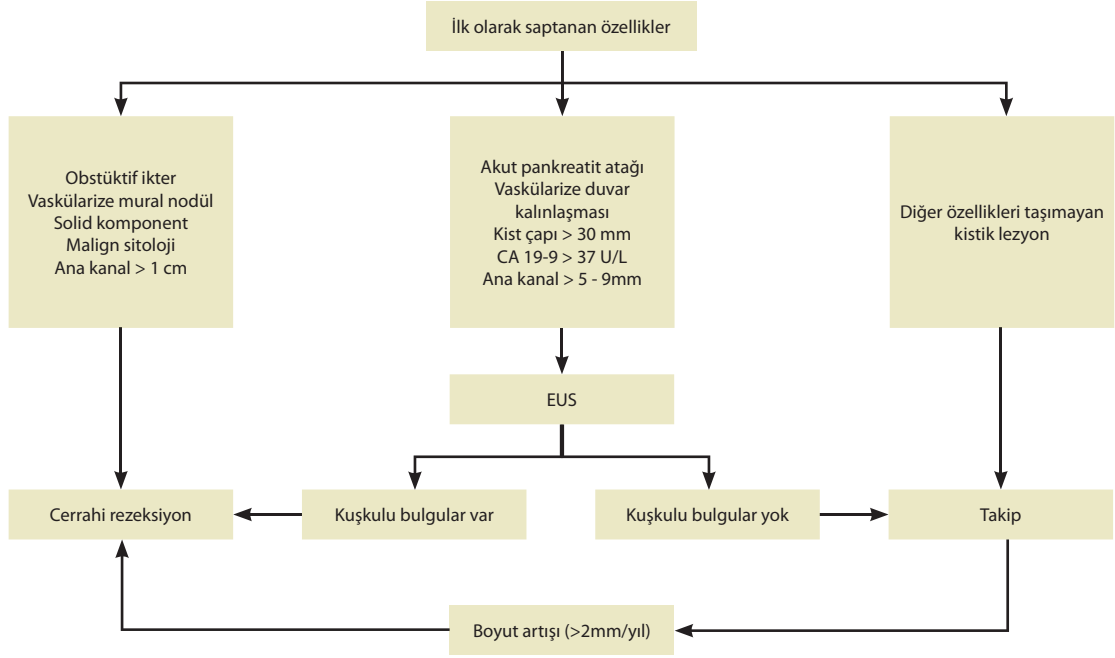 İlk olarak saptanan özellikler
Obstüktif ikter
Vaskülarize mural nodül
Solid komponent
Malign sitoloji
Ana kanal > 1 cm
Akut pankreatit atağı
Vaskülarize duvar
kalınlaşması
Kist çapı > 30 mm
CA 19-9 > 37 U/L
Ana kanal > 5 - 9mm
Diğer özellikleri taşımayan
kistik lezyon
EUS
Cerrahi rezeksiyon
Kuşkulu bulgular var
Kuşkulu bulgular yok
Takip
Boyut artışı (>2mm/yıl)